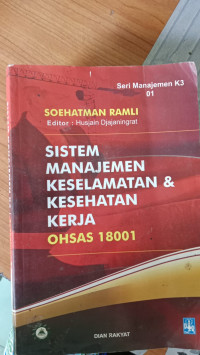 Seri Manajemen K3
01
SOEHATMAN RAMLI
Editor : Husjain Djajaningrat
SISTEM
MANAJEMEN
KESELAMATAN &
KESEHATAN
KERJA
OHSAS 18001
DIAN RAKYAT